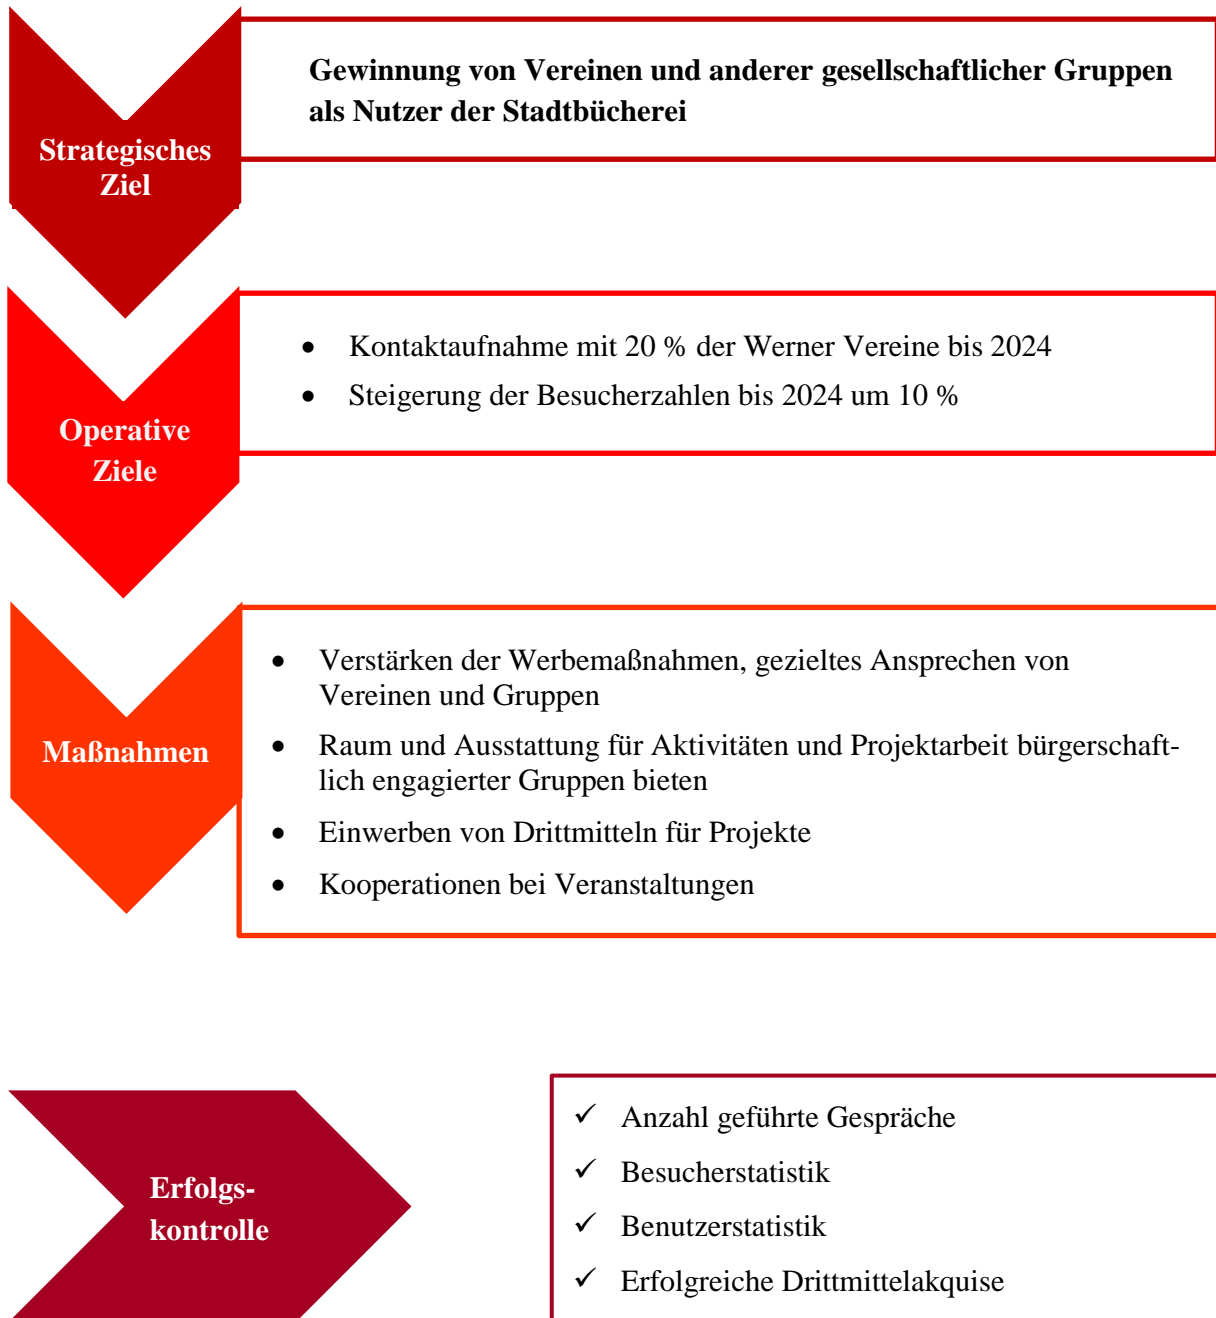 Strategisches
Ziel
Gewinnung von Vereinen und anderer gesellschaftlicher Gruppen
als Nutzer der Stadtbücherei
Operative
Ziele
• Kontaktaufnahme mit 20 % der Werner Vereine bis 2024
• Steigerung der Besucherzahlen bis 2024 um 10 %
Maßnahmen
• Verstärken der Werbemaßnahmen, gezieltes Ansprechen von
Vereinen und Gruppen
• Raum und Ausstattung für Aktivitäten und Projektarbeit bürgerschaft-
lich engagierter Gruppen bieten
• Einwerben von Drittmitteln für Projekte
• Kooperationen bei Veranstaltungen
Erfolgs-
kontrolle
✓ Anzahl geführte Gespräche
✓ Besucherstatistik
✓ Benutzerstatistik
✓ Erfolgreiche Drittmittelakquise